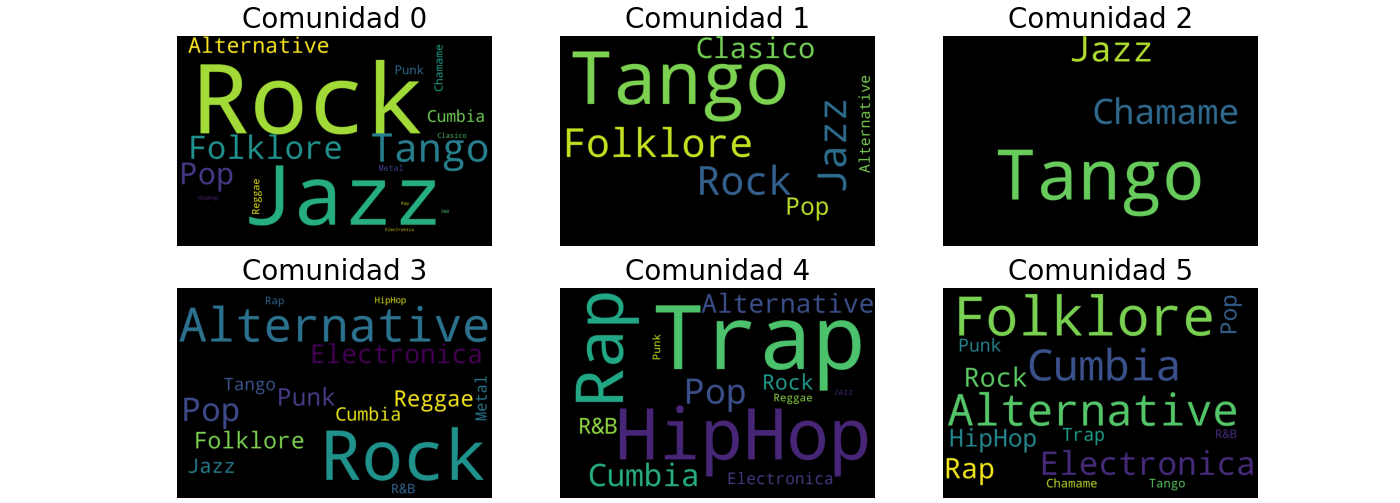 Comunidad 0
Alternative
Rock
Punk
Chamame
Cumbia
Clasico
Folklore
Tango
Pop
Metal
Jazz
Reggae
HipHop
Rap
R&B
Electronica
Comunidad 1
Clasico
Tango
Folklore
Jazz
Alternative
Rock
Pop
Comunidad 2
Jazz
Chamame
Tango
Comunidad 3
Rap
HipHop
Alternative
Electronica
Tango
Punk
Reggae
Metal
Pop
Cumbia
Folklore
Rock
Jazz
R&B
Comunidad 4
Rap
Alternative
Trap
Punk
Pop
Rock
Reggae
Jazz
R&B
HipHop
Cumbia
Electronica
Comunidad 5
Folklore
Pop
Punk
Cumbia
Rock
Alternative
HipHop
Trap
R&B
Rap
Electronica
Chamame
Tango